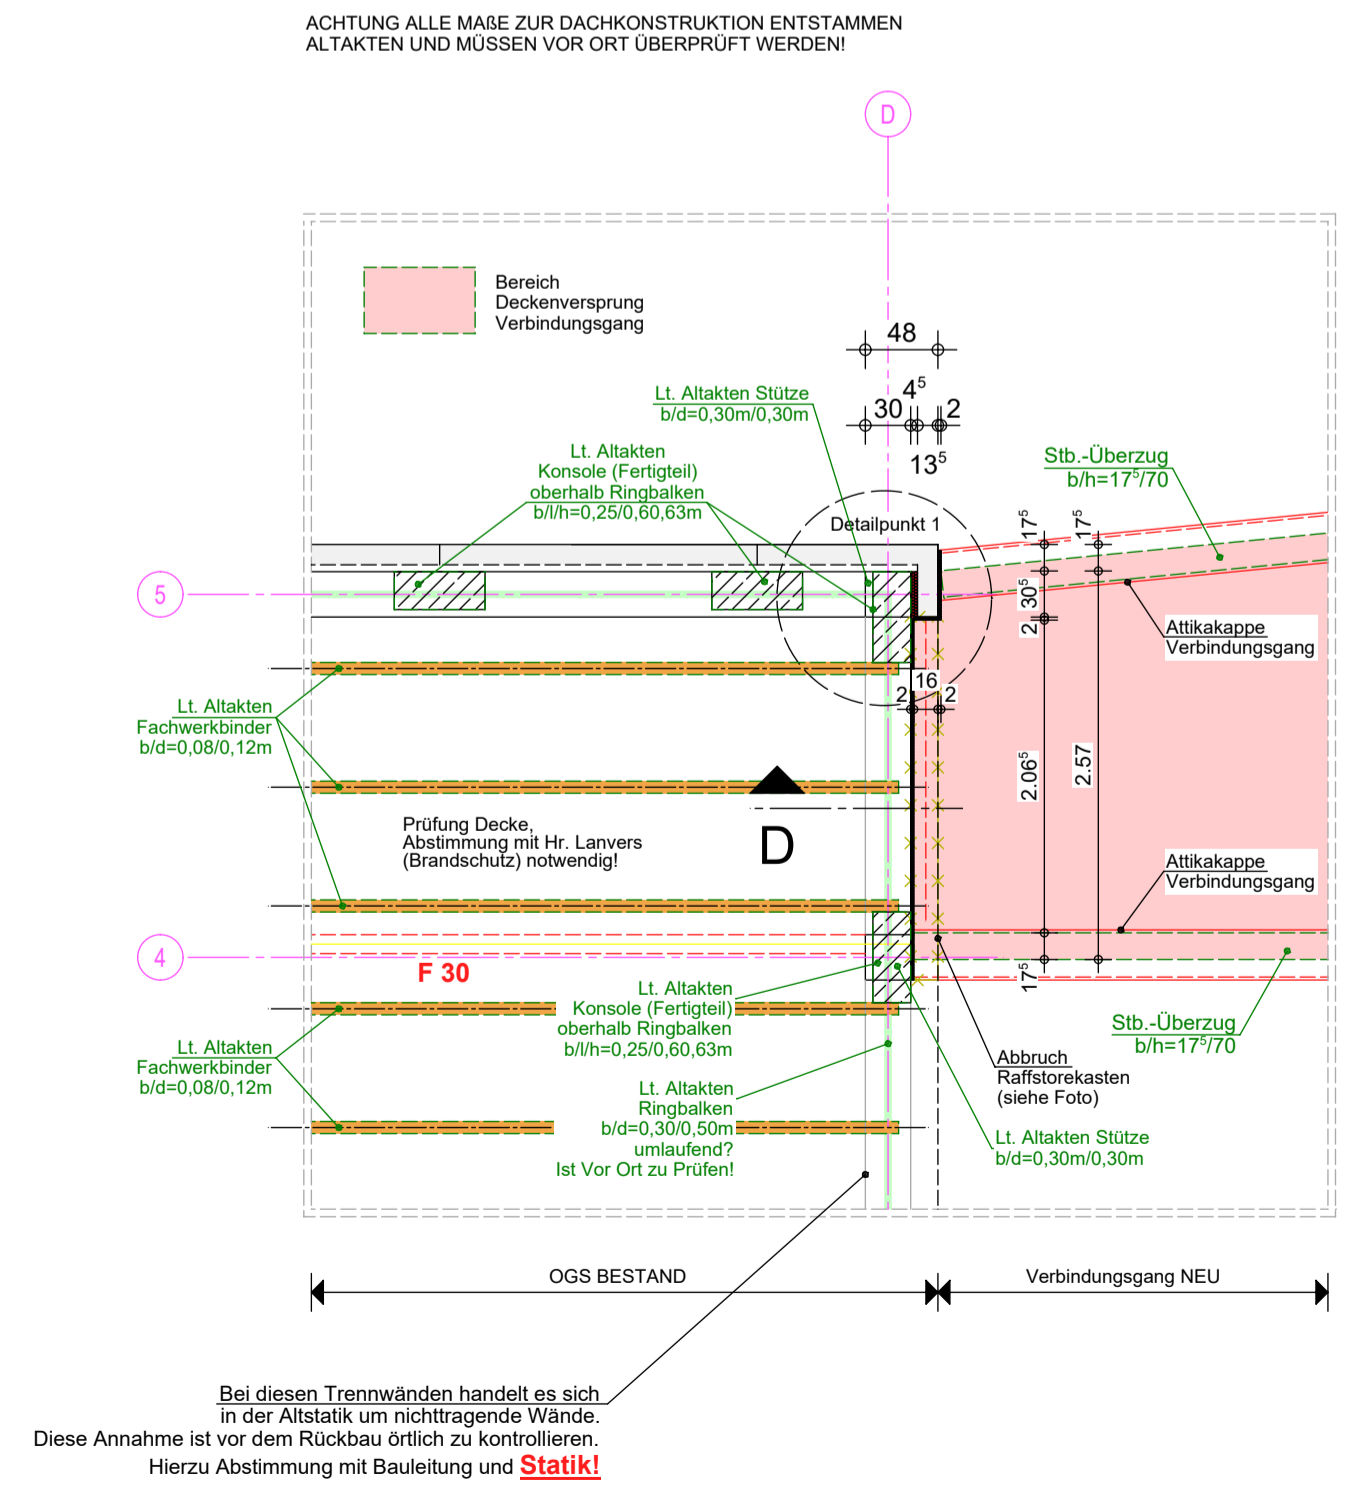 ACHTUNG ALLE MAßE ZUR DACHKONSTRUKTION ENTSTAMMEN
ALTAKTEN UND MÜSSEN VOR ORT ÜBERPRÜFT WERDEN!
D
Bereich
Deckenversprung
Verbindungsgang
48
4⁵
30
2
13⁵
Lt. Altakten Stütze
b/d=0,30m/0,30m
Lt. Altakten
Konsole (Fertigteil)
oberhalb Ringbalken
b/l/h=0,25/0,60,63m
Stb.-Überzug
b/h=17⁵/70
Detailpunkt 1
17⁵
17⁵
5
30⁵
2
Attikakappe
Verbindungsgang
16
2
2
Lt. Altakten
Fachwerkbinder
b/d=0,08/0,12m
2.06⁵
2.57
Prüfung Decke,
Abstimmung mit Hr. Lanvers
(Brandschutz) notwendig!
D
Attikakappe
Verbindungsgang
4
F 30
17⁵
Lt. Altakten
Konsole (Fertigteil)
oberhalb Ringbalken
b/l/h=0,25/0,60,63m
Stb.-Überzug
b/h=17⁵/70
Lt. Altakten
Fachwerkbinder
b/d=0,08/0,12m
Abbruch
Raffstorekasten
(siehe Foto)
Lt. Altakten
Ringbalken
b/d=0,30/0,50m
umlaufend?
Ist Vor Ort zu Prüfen!
Lt. Altakten Stütze
b/d=0,30m/0,30m
OGS BESTAND
Verbindungsgang NEU
Bei diesen Trennwänden handelt es sich
in der Altstatik um nichttragende Wände.
Diese Annahme ist vor dem Rückbau örtlich zu kontrollieren.
Hierzu Abstimmung mit Bauleitung und Statik!